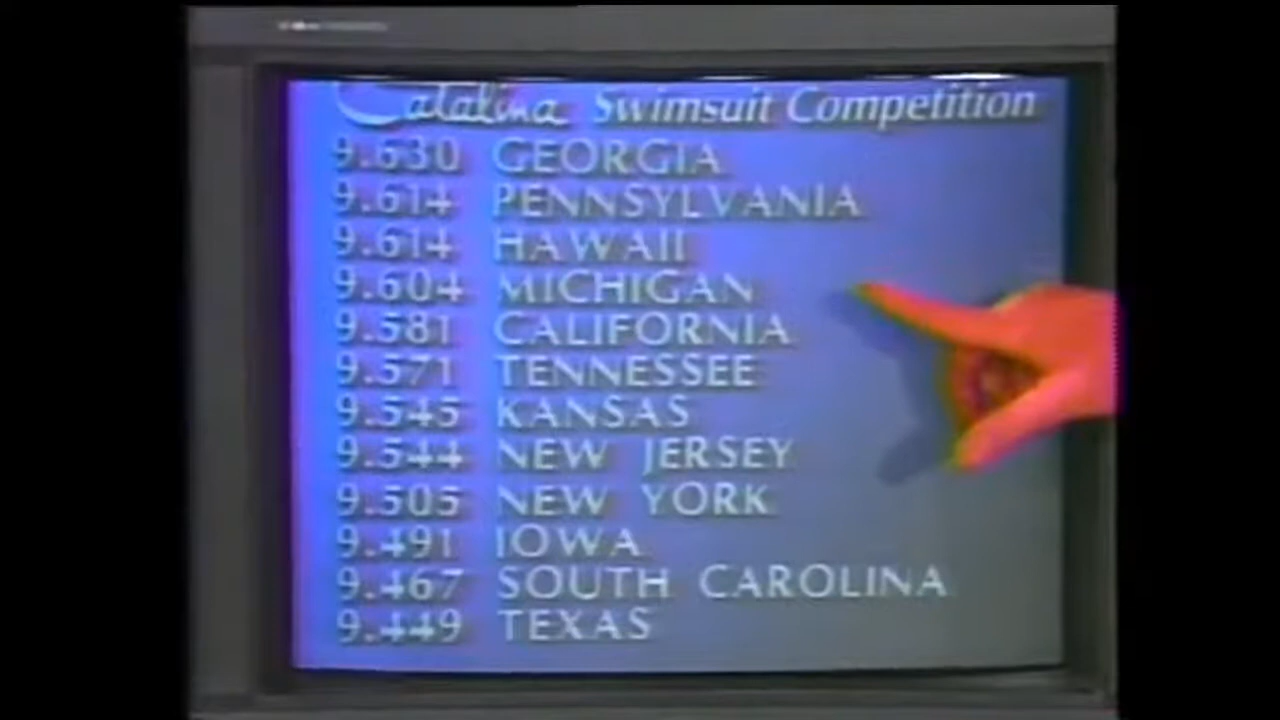 Catalina Swimsuit Competition
9.630 GEORGIA
9.614 PENNSYLVANIA
9.614 HAWAII
9.604 MICHIGAN
9.581 CALIFORNIA
9.571 TENNESSEE
9.545 KANSAS
9.544 NEW JERSEY
9.505 NEW YORK
9.491 IOWA
9.467 SOUTH CAROLINA
9.449 TEXAS